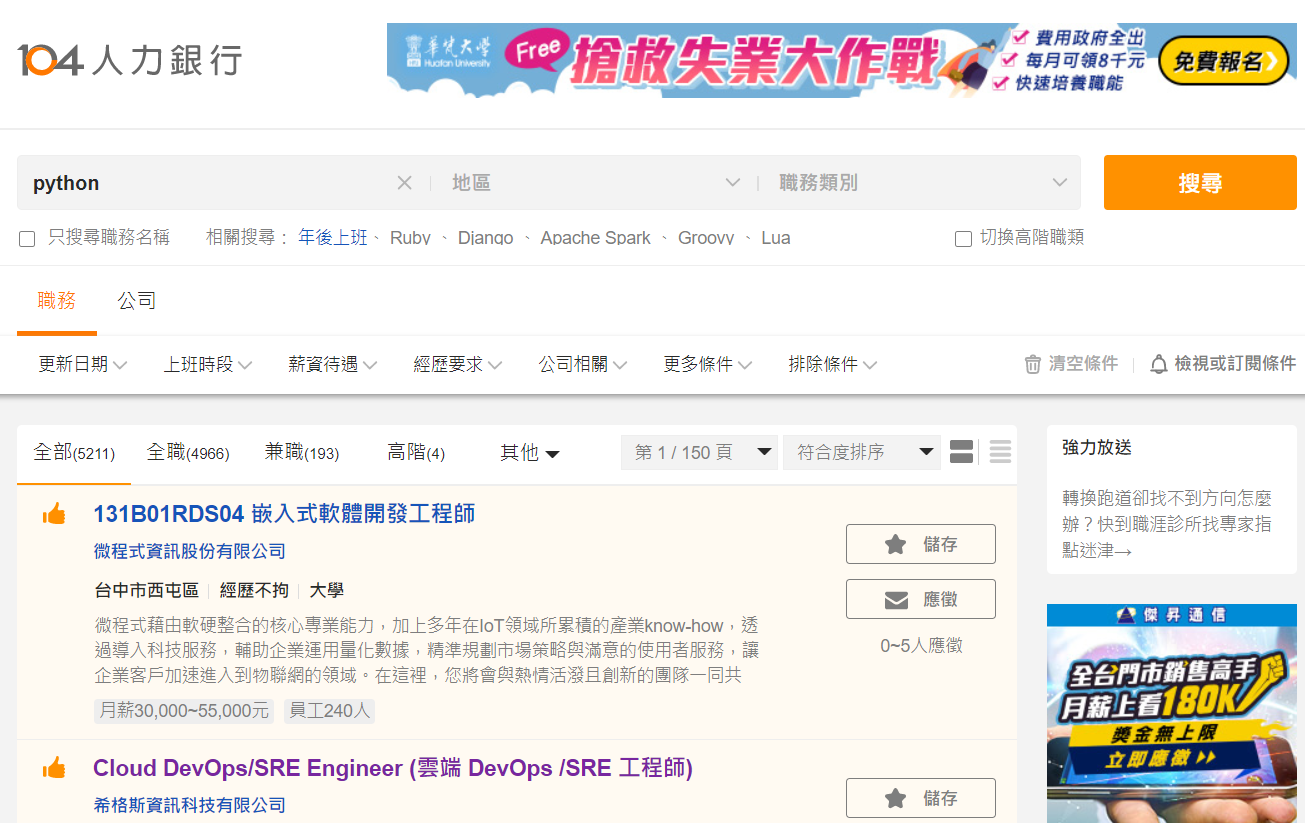 104 人力銀行
華梵大學
Huafan University
Free
搶救失業大作戰
費用政府全出
每月可領8千元
快速培養職能
免費報名
python
地區
職務類別
搜尋
只搜尋職務名稱
相關搜尋：
年後上班、 Ruby 、 Django 、 Apache Spark 、 Groovy 、 Lua
切換高階職類
職務
公司
更新日期
上班時段
薪資待遇
經歷要求
公司相關
更多條件
排除條件
清空條件
檢視或訂閱條件
全部(5211)
全職(4966)
兼職(193)
高階(4)
其他
第 1 / 150 頁
符合度排序
131B01RDS04 嵌入式軟體開發工程師
微程式資訊股份有限公司
台中市西屯區 經歷不拘 大學
微程式藉由軟硬整合的核心專業能力，加上多年在IoT領域所累積的產業know-how，透
過導入科技服務，輔助企業運用量化數據，精準規劃市場策略與滿意的使用者服務，讓
企業客戶加速進入到物聯網的領域。在這裡，您將會與熱情活潑且創新的團隊一同共
月薪30,000~55,000元 員工240人
儲存
應徵
0~5人應徵
Cloud DevOps/SRE Engineer (雲端 DevOps /SRE 工程師)
希格斯資訊科技有限公司
儲存
強力放送
轉換跑道卻找不到方向怎麼
辦？快到職涯診所找專家指
點迷津→
傑昇通信
全台門市銷售高手
月薪上看180K
獎金無上限
立即應徵